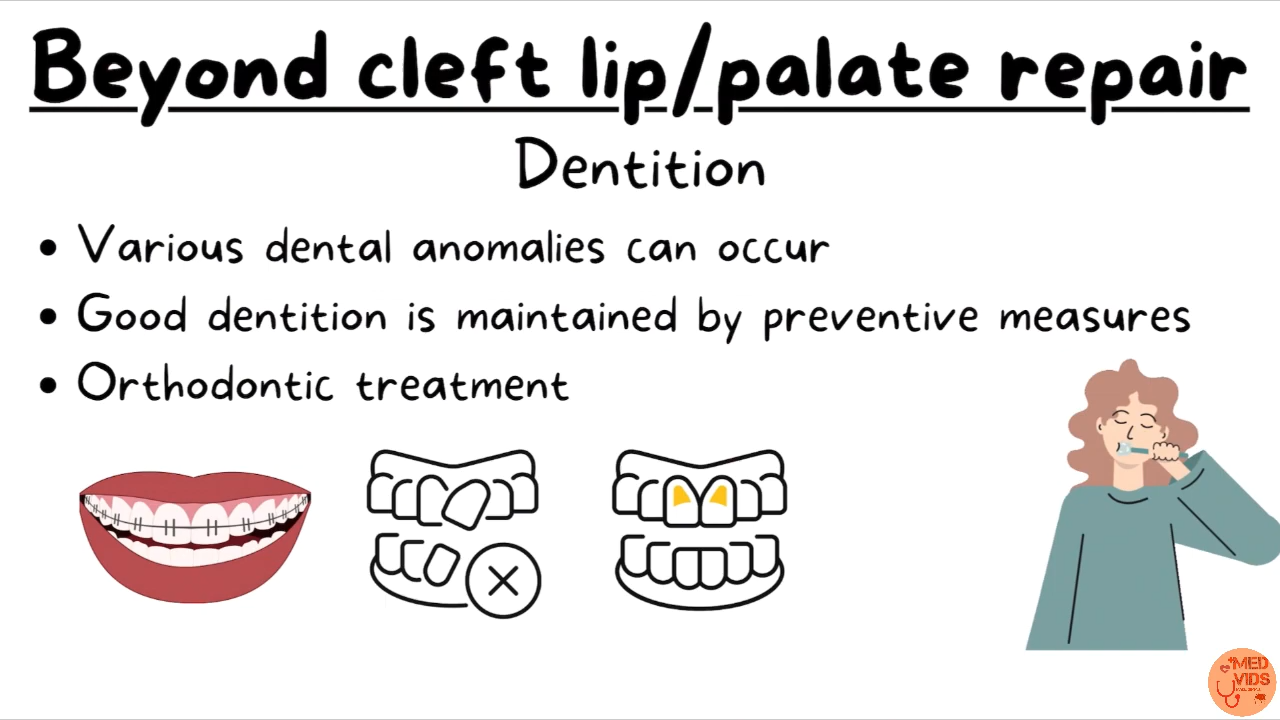 Beyond cleft lip/palate repair
Dentition
• Various dental anomalies can occur
• Good dentition is maintained by preventive measures
• Orthodontic treatment
MED
VIDS